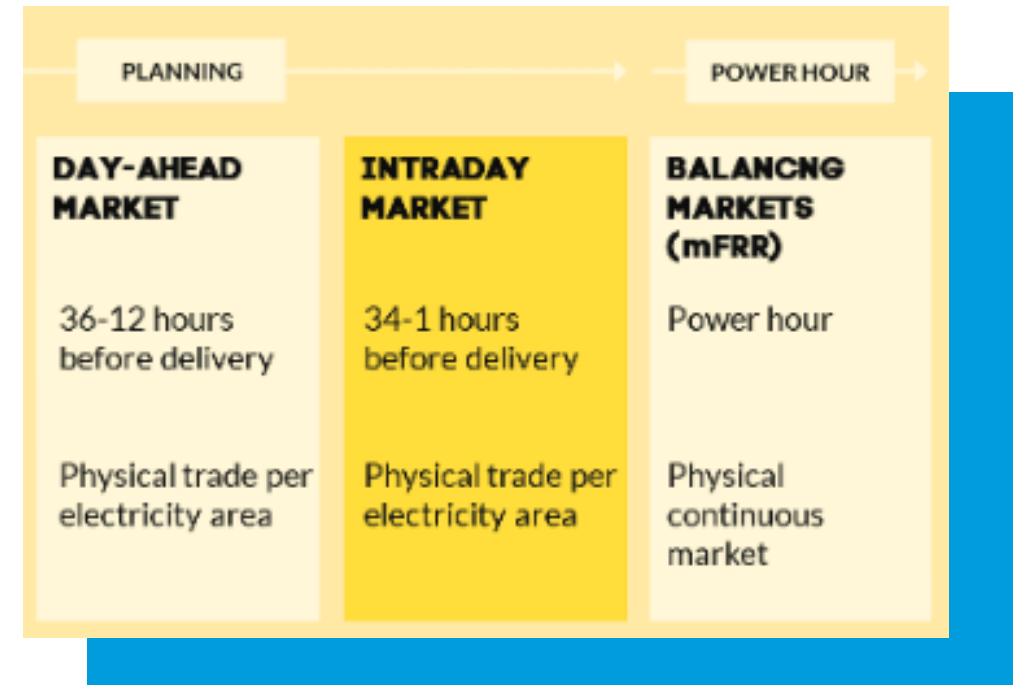 PLANNING
POWER HOUR
DAY-AHEAD
MARKET
36-12 hours
before delivery
Physical trade per
electricity area
INTRADAY
MARKET
34-1 hours
before delivery
Physical trade per
electricity area
BALANCNG
MARKETS
(mFRR)
Power hour
Physical
continuous
market